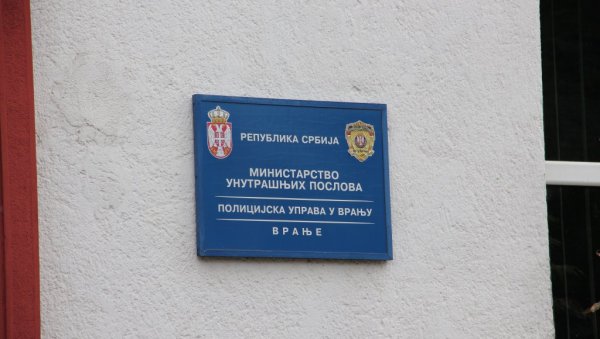 РЕПУБЛИКА СРБИЈА
МИНИСТАРСТВО
УНУТРАШЊИХ ПОСЛОВА
ПОЛИЦИЈСКА УПРАВА У ВРАЊУ
ВРАЊЕ